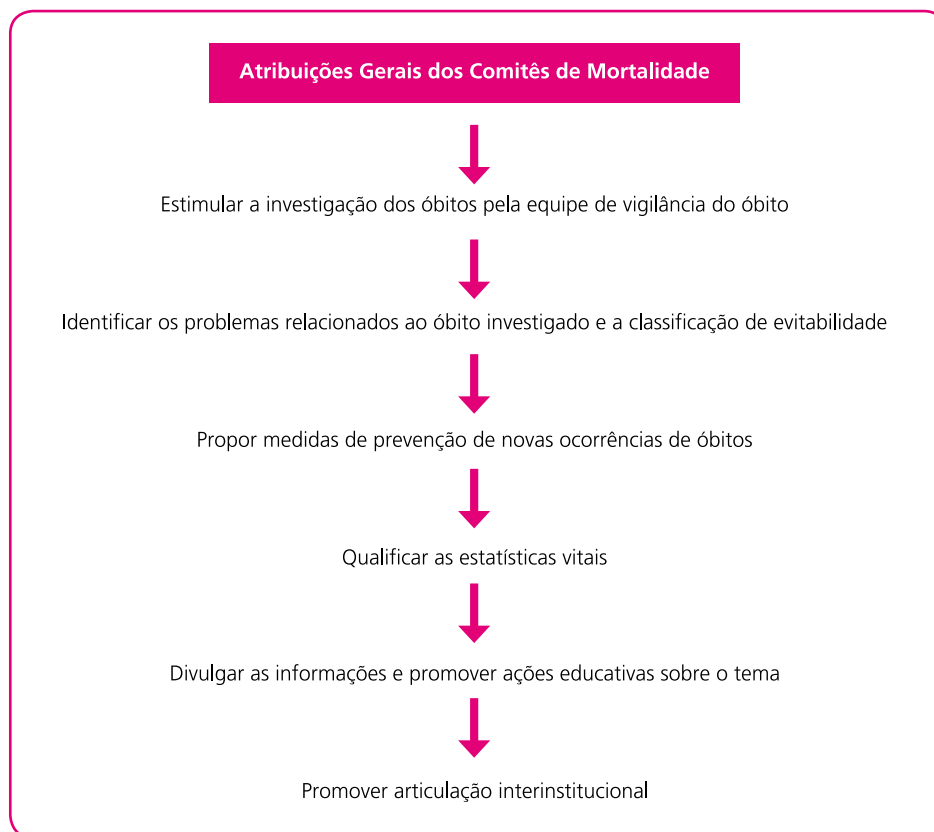 Atribuições Gerais dos Comitês de Mortalidade
Estimular a investigação dos óbitos pela equipe de vigilância do óbito
Identificar os problemas relacionados ao óbito investigado e a classificação de evitabilidade
Propor medidas de prevenção de novas ocorrências de óbitos
Qualificar as estatísticas vitais
Divulgar as informações e promover ações educativas sobre o tema
Promover articulação interinstitucional